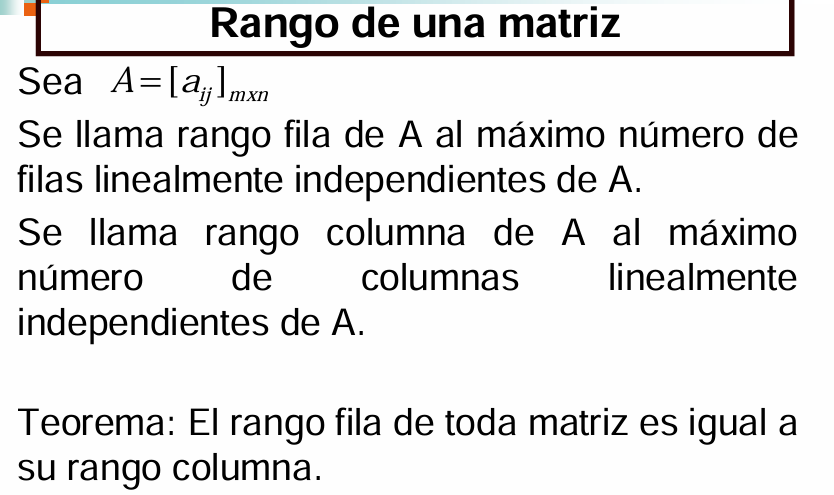 Rango de una matriz
Sea A=[aij]mxn
Se llama rango fila de A al máximo número de
filas linealmente independientes de A.
Se llama rango columna de A al máximo
número de columnas linealmente
independientes de A.
Teorema: El rango fila de toda matriz es igual a
su rango columna.